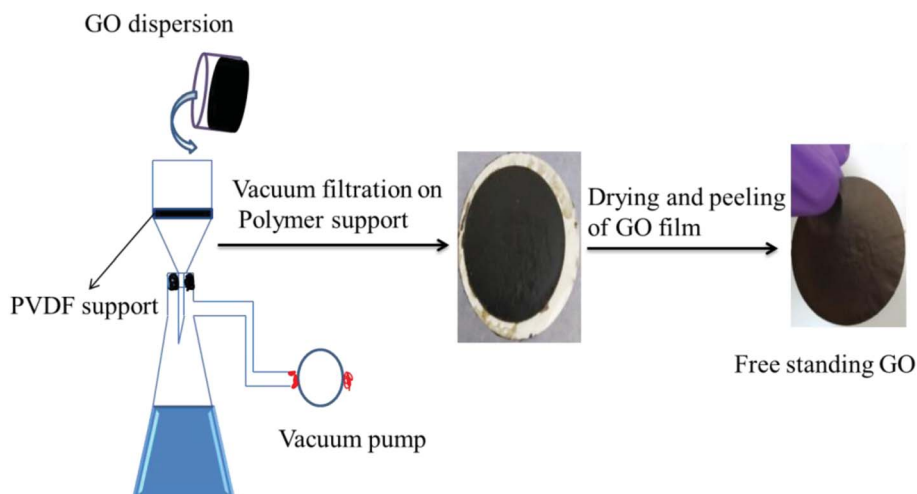 GO dispersion
Vacuum filtration on
Polymer support
Drying and peeling
of GO film
PVDF support
Free standing GO
Vacuum pump